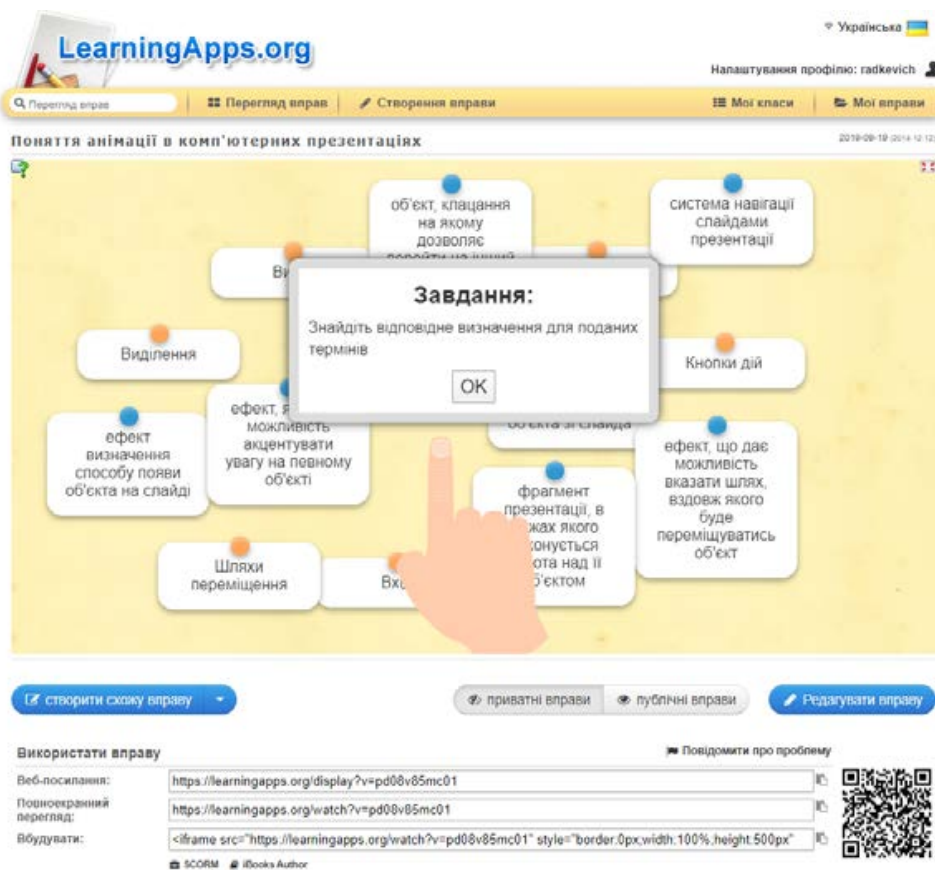 LearningApps.org
Українська
Налаштування профілю: radkevich
Перегляд вправ
Перегляд вправ
Створення вправи
Мої класи
Мої вправи
Поняття анімації в комп'ютерних презентаціях
об'єкт, клацання
на якому
дозволяє
система навігації
слайдами
презентації
Завдання:
Знайдіть відповідне визначення для поданих
термінів
OK
Виділення
Кнопки дій
ефект
визначення
способу появи
об'єкта на слайді
ефект,
можливість
акцентувати
увагу на певному
об'єкті
об'єкта зі слайда
ефект, що дає
можливість
вказати шлях,
вздовж якого
буде
переміщуватись
об'єкт
фрагмент
презентації, в
якого
над її
Шляхи
переміщення
створити схожу вправу
приватні вправи
публічні вправи
Редагувати вправу
Використати вправу
Повідомити про проблему
Веб-посилання:
https://learningapps.org/display?v=pd08v85mc01
Повноекранний
перегляд:
https://learningapps.org/watch?v=pd08v85mc01
Вбудувати:
<iframe src="https://learningapps.org/watch?v=pd08v85mc01" style="border:0px;width:100%;height:500px"
SCORM iBooks Author